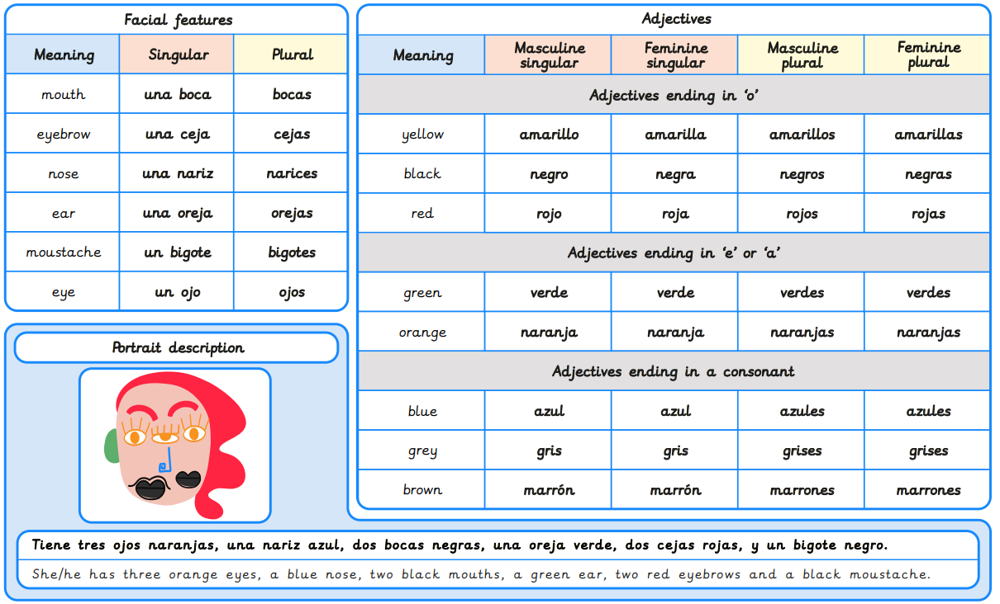 Facial features
Meaning Singular Plural
mouth una boca bocas
eyebrow una ceja cejas
nose una nariz narices
ear una oreja orejas
moustache un bigote bigotes
eye un ojo ojos
Adjectives
Meaning Masculine singular Feminine singular Masculine plural Feminine plural
Adjectives ending in ‘o’
yellow amarillo amarilla amarillos amarillas
black negro negra negros negras
red rojo roja rojos rojas
Adjectives ending in ‘e’ or ‘a’
green verde verde verdes verdes
orange naranja naranja naranjas naranjas
Adjectives ending in a consonant
blue azul azul azules azules
grey gris gris grises grises
brown marrón marrón marrones marrones
Portrait description
Tiene tres ojos naranjas, una nariz azul, dos bocas negras, una oreja verde, dos cejas rojas, y un bigote negro.
She/he has three orange eyes, a blue nose, two black mouths, a green ear, two red eyebrows and a black moustache.